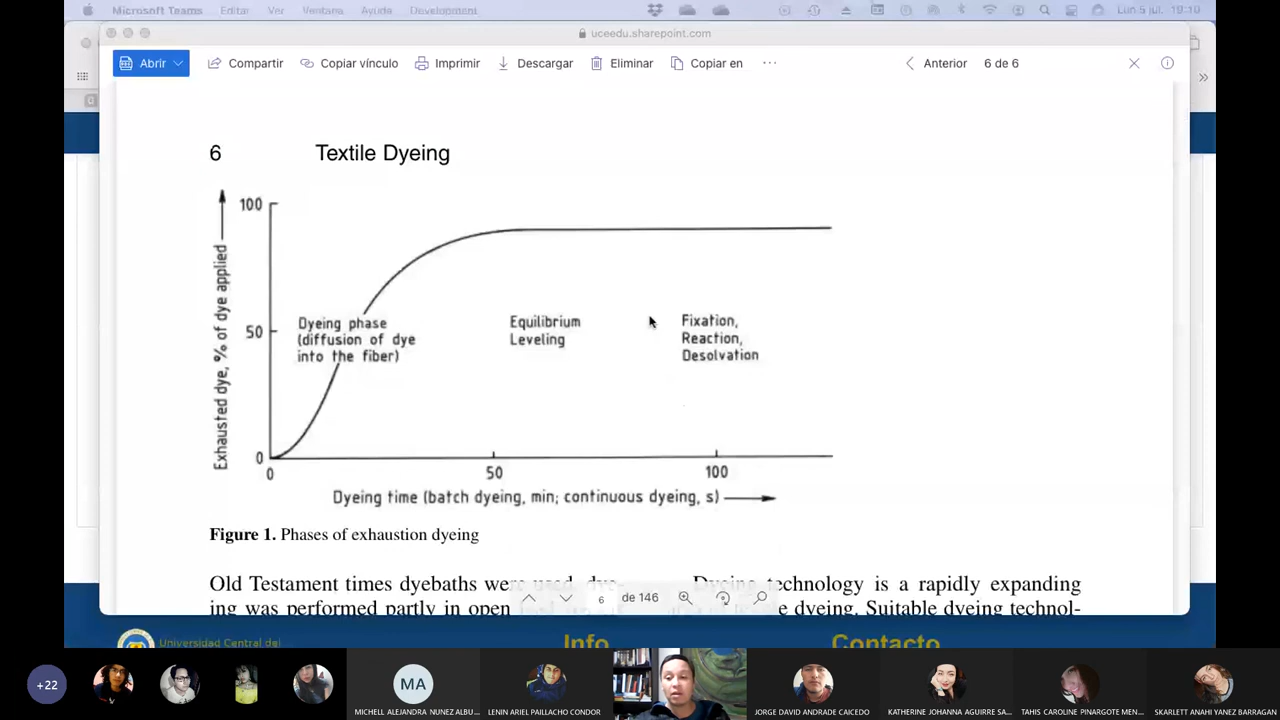 Microsoft Teams Editar Ver Ventana Ayuda Development Lun 5 jul. 19:10
uceedu.sharepoint.com
Abrir Compartir Copiar vínculo Imprimir Descargar Eliminar Copiar en ··· Anterior 6 de 6
6 Textile Dyeing
Exhausted dye, % of dye applied
100
50
0
Dyeing phase
(diffusion of dye
into the fiber)
Equilibrium
Leveling
Fixation,
Reaction,
Desolvation
0 50 100
Dyeing time (batch dyeing, min; continuous dyeing, s)
Figure 1. Phases of exhaustion dyeing
Old Testament times dyebaths were used, dye-
ing was performed partly in open
Dyeing technology is a rapidly expanding
dyeing. Suitable dyeing technol-
6 de 146
Universidad Central del
Info
Contacto
+22
MA
MICHELL ALEJANDRA NUNEZ ALBU...
LENIN ARIEL PAILLACHO CONDOR
JORGE DAVID ANDRADE CAICEDO
KATHERINE JOHANNA AGUIRRE SA...
TAHIS CAROLINE PINARGOTE MEN...
SKARLETT ANAHI YANEZ BARRAGAN